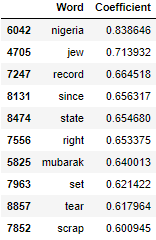 Word Coefficient
6042 nigeria 0.838646
4705 jew 0.713932
7247 record 0.664518
8131 since 0.656317
8474 state 0.654680
7556 right 0.653375
5825 mubarak 0.640013
7963 set 0.621422
8857 tear 0.617964
7852 scrap 0.600945